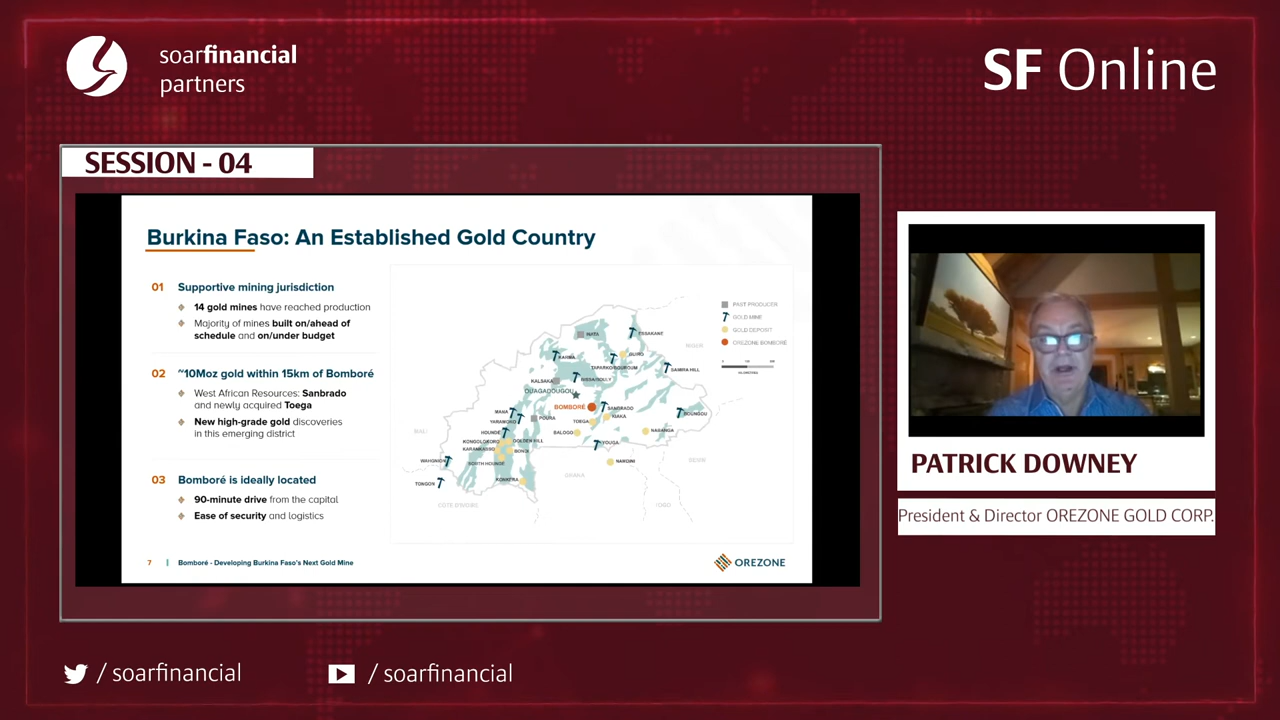 soarfinancial
partners
SF Online
SESSION - 04
Burkina Faso: An Established Gold Country
01 Supportive mining jurisdiction
14 gold mines have reached production
Majority of mines built on/ahead of
schedule and on/under budget
02 ~10Moz gold within 15km of Bomboré
West African Resources: Sanbrado
and newly acquired Toega
New high-grade gold discoveries
in this emerging district
03 Bomboré is ideally located
90-minute drive from the capital
Ease of security and logistics
PAST PRODUCER
GOLD MINE
GOLD DEPOSIT
OREZONE BOMBORÉ
KILOMETERS
INATA
ESSAKANE
NIGER
KARMA
GUIRO
TAPARKO/BOUROUM
SAMIRA HILL
KALSAKA
BISSA/BOULY
OUAGADOUGOU
BOMBORÉ
SANBRADO
KIAKA
BOUNGOU
MANA
YARAMOKO
POURA
TOEGA
MALI
HOUNDE
BALOGO
NABANGA
KONGOLOKORO
GOLDEN HILL
YOUGA
KARANKASSO
BONDI
WAHGNION
SOUTH HOUNDE
NAMDINI
BENIN
TONGON
KONKERA
GHANA
COTE D'IVOIRE
TOGO
7 | Bomboré - Developing Burkina Faso's Next Gold Mine
OREZONE
PATRICK DOWNEY
President & Director OREZONE GOLD CORP.
/ soarfinancial
/ soarfinancial